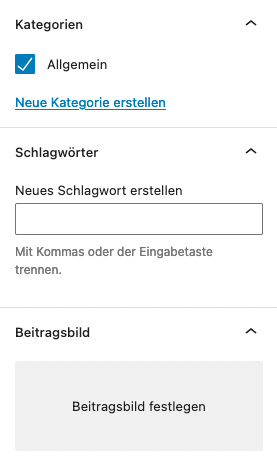 Kategorien
Allgemein
Neue Kategorie erstellen
Schlagwörter
Neues Schlagwort erstellen
Mit Kommas oder der Eingabetaste
trennen.
Beitragsbild
Beitragsbild festlegen